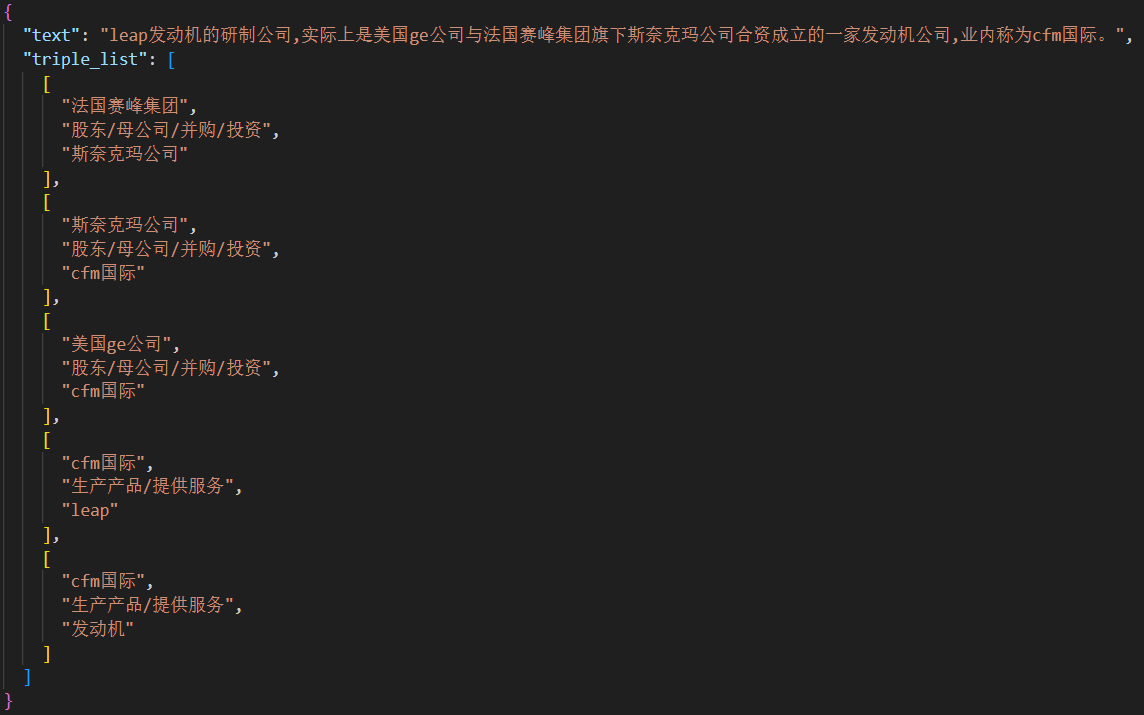 {
"text": "leap发动机的研制公司,实际上是美国ge公司与法国赛峰集团旗下斯奈克玛公司合资成立的一家发动机公司,业内称为cfm国际。",
"triple_list": [
[
"法国赛峰集团",
"股东/母公司/并购/投资",
"斯奈克玛公司"
],
[
"斯奈克玛公司",
"股东/母公司/并购/投资",
"cfm国际"
],
[
"美国ge公司",
"股东/母公司/并购/投资",
"cfm国际"
],
[
"cfm国际",
"生产产品/提供服务",
"leap"
],
[
"cfm国际",
"生产产品/提供服务",
"发动机"
]
]
}